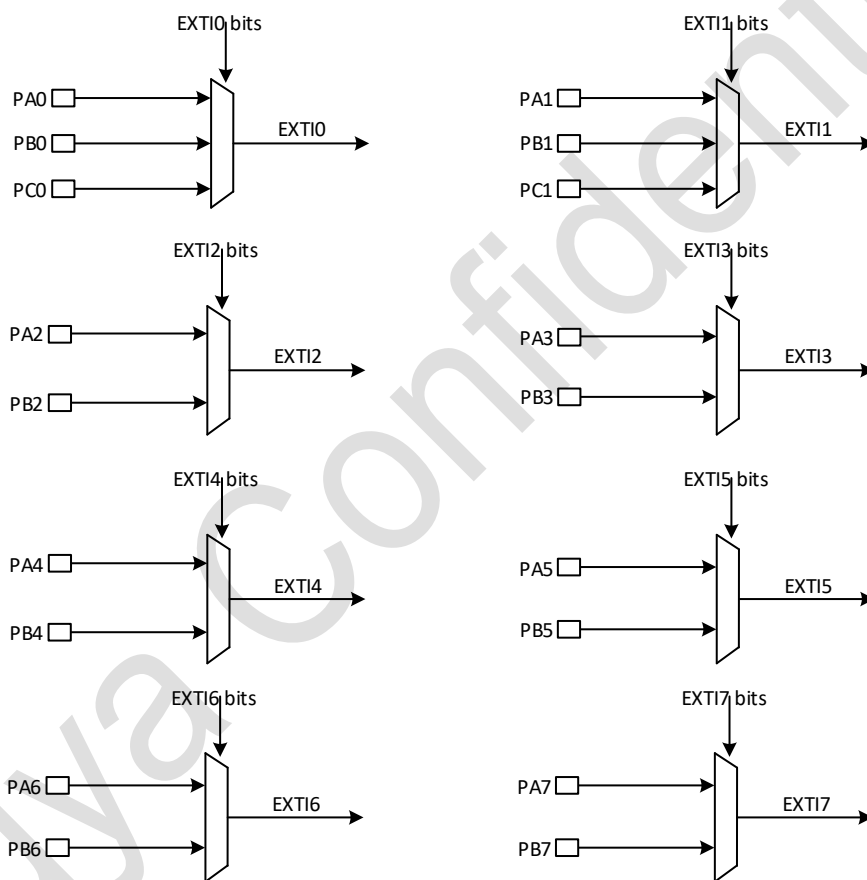 EXTI0 bits
PA0
PB0
PC0
EXTI0
EXTI1 bits
PA1
PB1
PC1
EXTI1
EXTI2 bits
PA2
PB2
EXTI2
EXTI3 bits
PA3
PB3
EXTI3
EXTI4 bits
PA4
PB4
EXTI4
EXTI5 bits
PA5
PB5
EXTI5
EXTI6 bits
PA6
PB6
EXTI6
EXTI7 bits
PA7
PB7
EXTI7